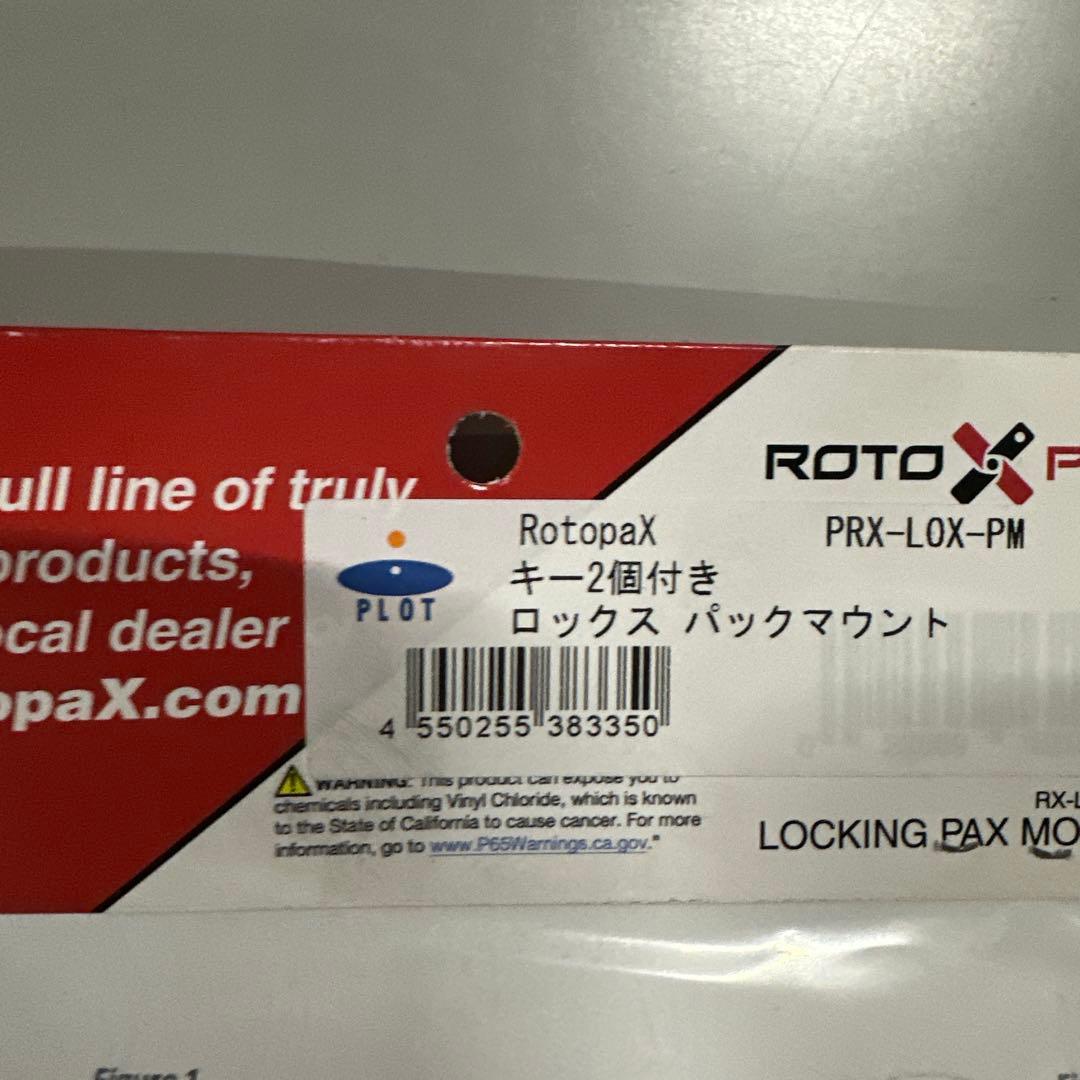 ull line of truly
products,
ocal dealer
opaX.com
ROTO P
PLOT
RotopaX
PRX-LOX-PM
キー2個付き
ロックス パックマウント
4 550255 383350
WARNING: This product can expose you to
chemicals including Vinyl Chloride, which is known
to the State of California to cause cancer. For more
information, go to www.P65Warnings.ca.gov."
RX-L
LOCKING PAX MO
Figure 1